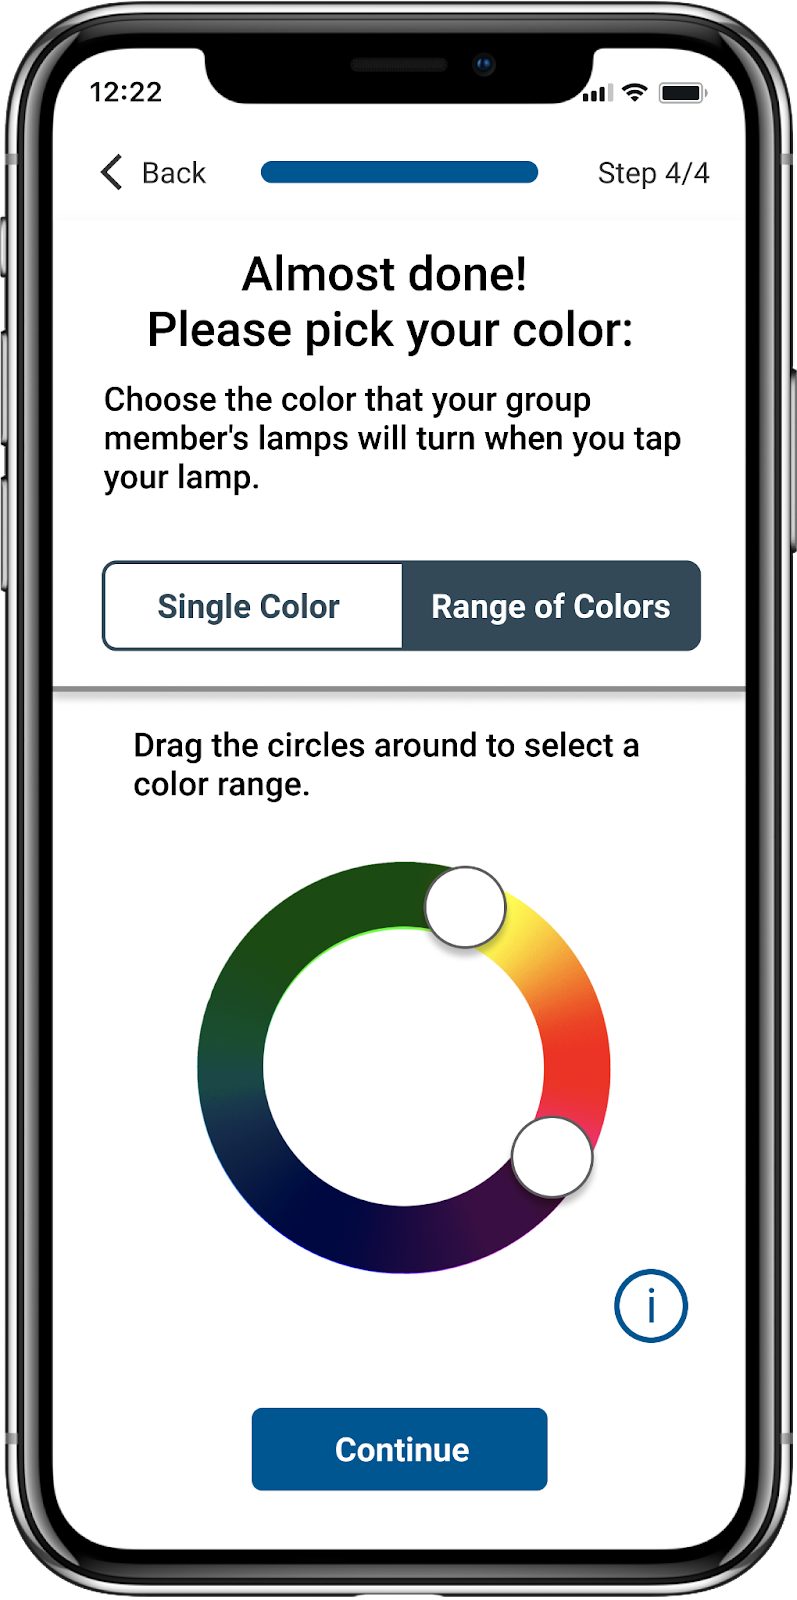 12:22
Back
Step 4/4
Almost done!
Please pick your color:
Choose the color that your group
member's lamps will turn when you tap
your lamp.
Single Color
Range of Colors
Drag the circles around to select a
color range.
i
Continue